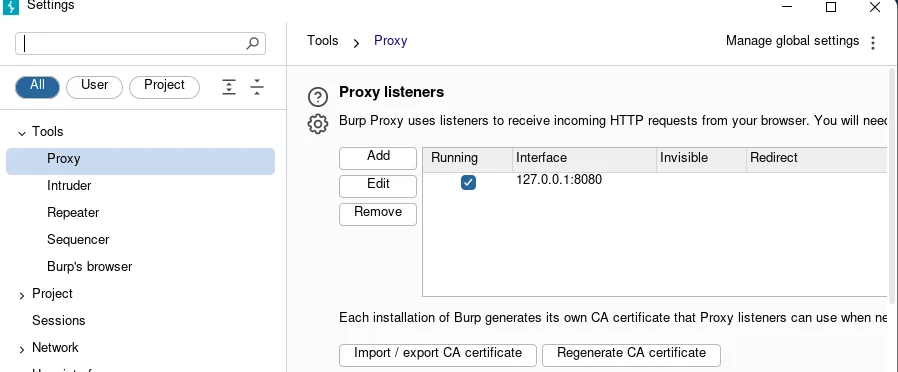 Settings
Tools > Proxy
Manage global settings
All
User
Project
Tools
Proxy
Intruder
Repeater
Sequencer
Burp's browser
Project
Sessions
Network
Proxy listeners
Burp Proxy uses listeners to receive incoming HTTP requests from your browser. You will need
Add
Edit
Remove
Running Interface Invisible Redirect
127.0.0.1:8080
Each installation of Burp generates its own CA certificate that Proxy listeners can use when
Import / export CA certificate
Regenerate CA certificate